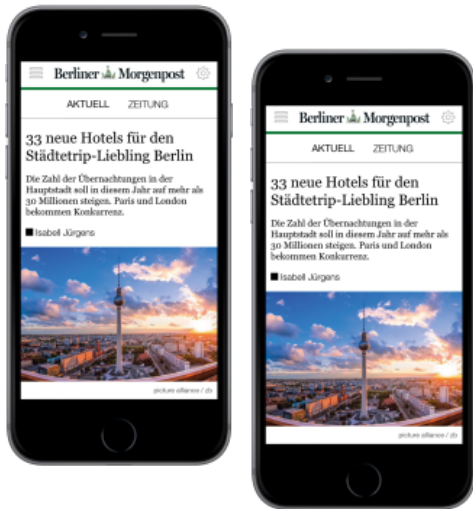 Berliner Morgenpost
AKTUELL ZEITUNG
33 neue Hotels für den
Städtetrip-Liebling Berlin
Die Zahl der Übernachtungen in der
Hauptstadt soll in diesem Jahr auf mehr als
30 Millionen steigen. Paris und London
bekommen Konkurrenz.
Isabell Jürgens
picture alliance / zb
Berliner Morgenpost
AKTUELL ZEITUNG
33 neue Hotels für den
Städtetrip-Liebling Berlin
Die Zahl der Übernachtungen in der
Hauptstadt soll in diesem Jahr auf mehr als
30 Millionen steigen. Paris und London
bekommen Konkurrenz.
Isabell Jürgens
picture alliance / zb